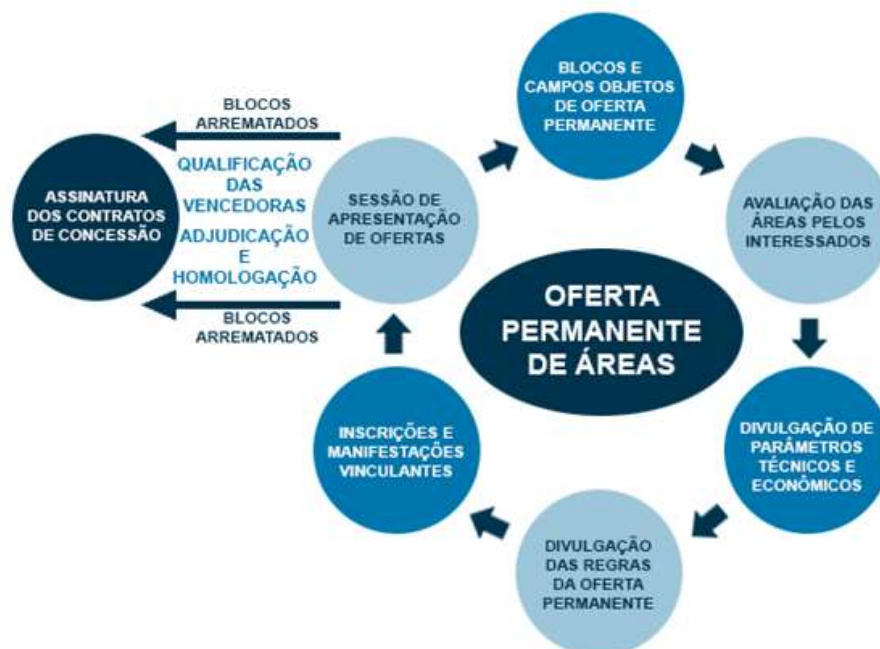 BLOCOS E
CAMPOS OBJETOS
DE OFERTA
PERMANENTE
BLOCOS
ARREMATADOS
QUALIFICAÇÃO
DAS
VENCEDORAS
ADJUDICAÇÃO
E
HOMOLOGAÇÃO
BLOCOS
ARREMATADOS
ASSINATURA
DOS CONTRATOS
DE CONCESSÃO
SESSÃO DE
APRESENTAÇÃO
DE OFERTAS
AVALIAÇÃO DAS
ÁREAS PELOS
INTERESSADOS
OFERTA
PERMANENTE
DE ÁREAS
INSCRIÇÕES E
MANIFESTAÇÕES
VINCULANTES
DIVULGAÇÃO DE
PARÂMETROS
TÉCNICOS E
ECONÔMICOS
DIVULGAÇÃO
DAS REGRAS
DA OFERTA
PERMANENTE